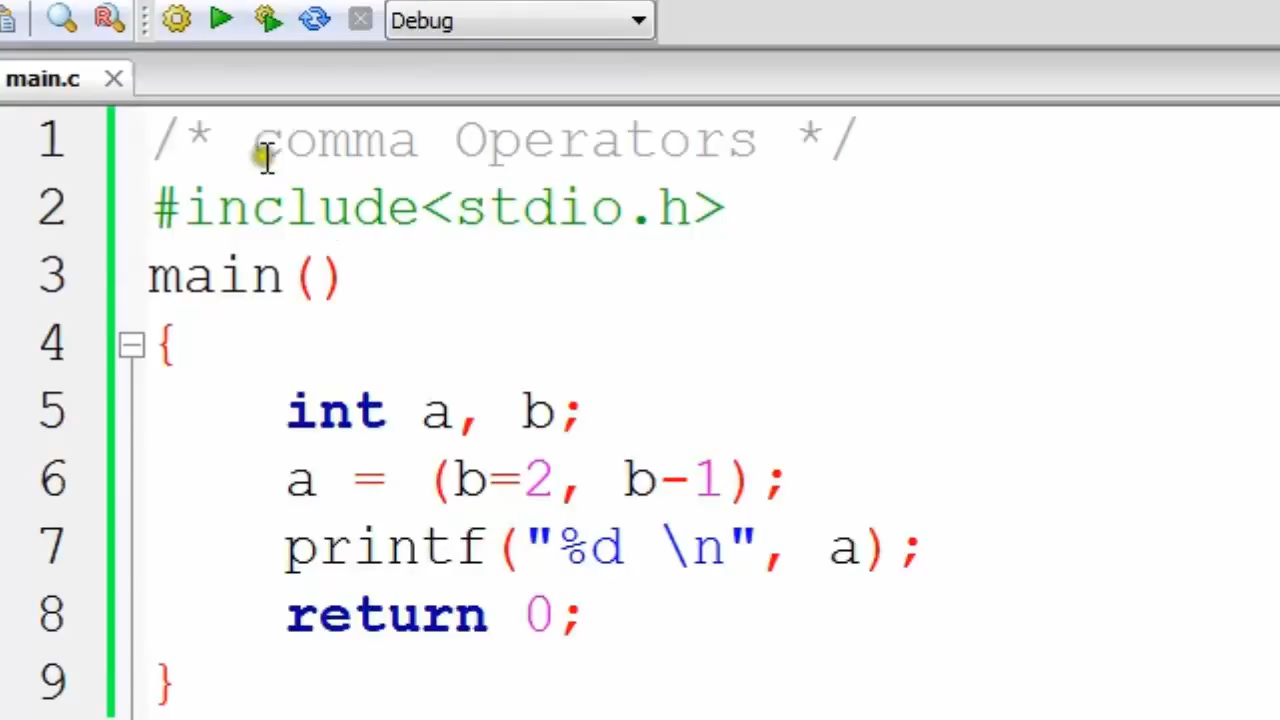 Debug
main.c
1 /* comma Operators */
2 #include<stdio.h>
3 main()
4 {
5 int a, b;
6 a = (b=2, b-1);
7 printf("%d \n", a);
8 return 0;
9 }